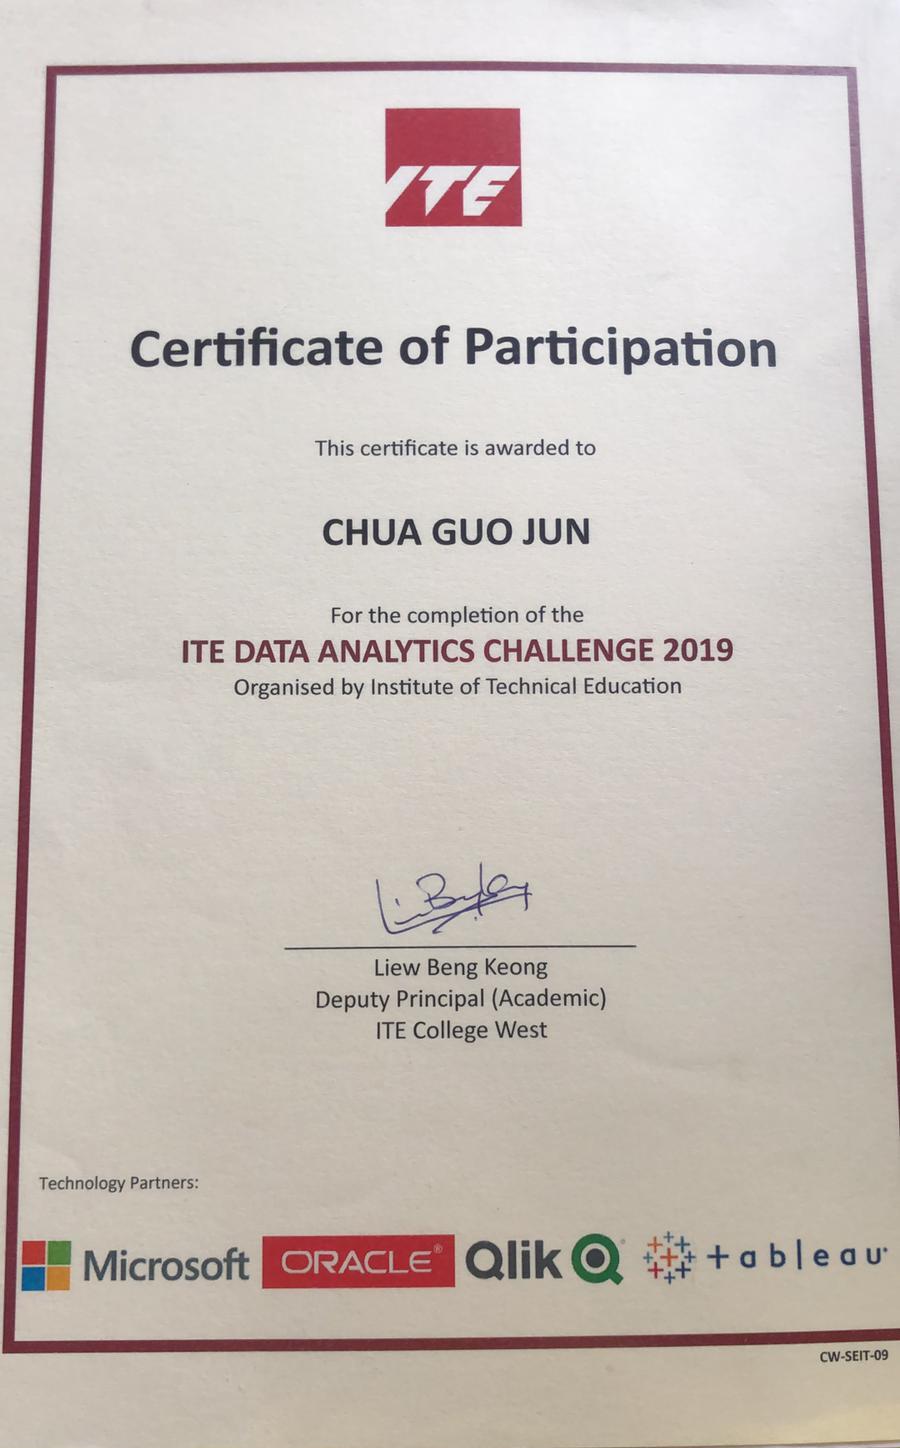 ITE
Certificate of Participation
This certificate is awarded to
CHUA GUO JUN
For the completion of the
ITE DATA ANALYTICS CHALLENGE 2019
Organised by Institute of Technical Education
Liew Beng Keong
Deputy Principal (Academic)
ITE College West
Technology Partners:
Microsoft ORACLE® Qlik +ableau
CW-SEIT-09